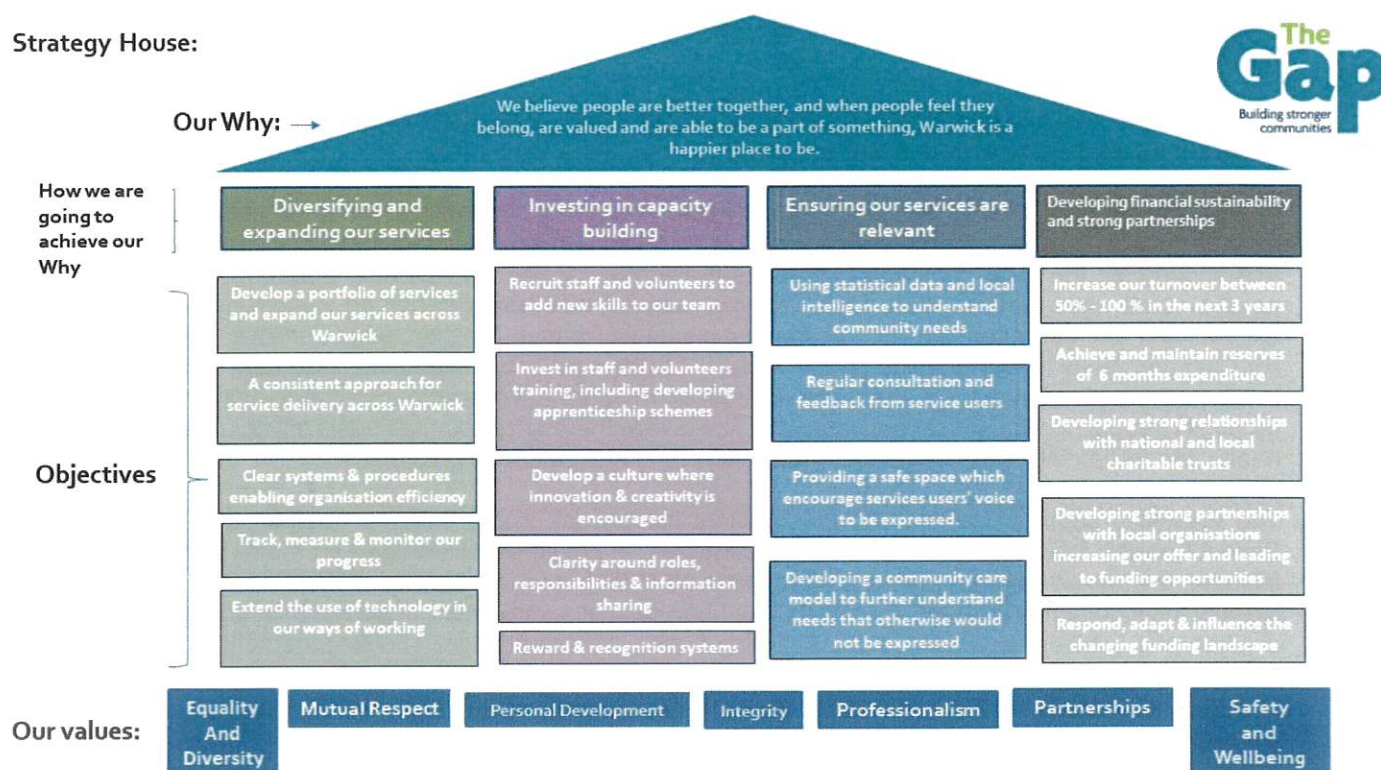 Strategy House:
The
Gap
Building stronger
communities
Our Why:
We believe people are better together, and when people feel they
belong, are valued and are able to be a part of something, Warwick is a
happier place to be.
How we are
going to
achieve our
Why
Diversifying and
expanding our services
Investing in capacity
building
Ensuring our services are
relevant
Developing financial sustainability
and strong partnerships
Objectives
Develop a portfolio of services
and expand our services across
Warwick
A consistent approach for
service delivery across Warwick
Clear systems & procedures
enabling organisation efficiency
Track, measure & monitor our
progress
Extend the use of technology in
our ways of working
Recruit staff and volunteers to
add new skills to our team
Invest in staff and volunteers
training, including developing
apprenticeship schemes
Develop a culture where
innovation & creativity is
encouraged
Clarity around roles,
responsibilities & information
sharing
Reward & recognition systems
Using statistical data and local
intelligence to understand
community needs
Regular consultation and
feedback from service users
Providing a safe space which
encourage services users' voice
to be expressed.
Developing a community care
model to further understand
needs that otherwise would
not be expressed
Increase our turnover between
50% - 100 % in the next 3 years
Achieve and maintain reserves
of 6 months expenditure
Developing strong relationships
with national and local
charitable trusts
Developing strong partnerships
with local organisations
increasing our offer and leading
to funding opportunities
Respond, adapt & influence the
changing funding landscape
Our values:
Equality
And
Diversity
Mutual Respect
Personal Development
Integrity
Professionalism
Partnerships
Safety
and
Wellbeing